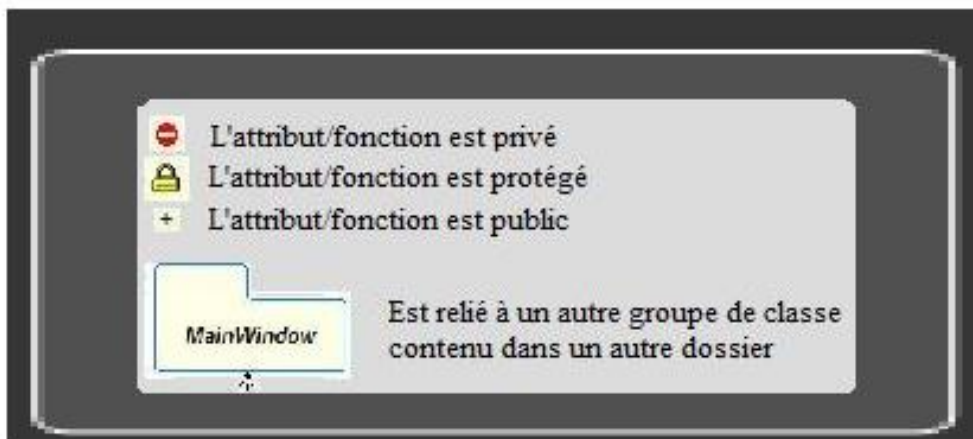 L'attribut/fonction est privé
L'attribut/fonction est protégé
+ L'attribut/fonction est public
MainWindow
Est relié à un autre groupe de classe
contenu dans un autre dossier